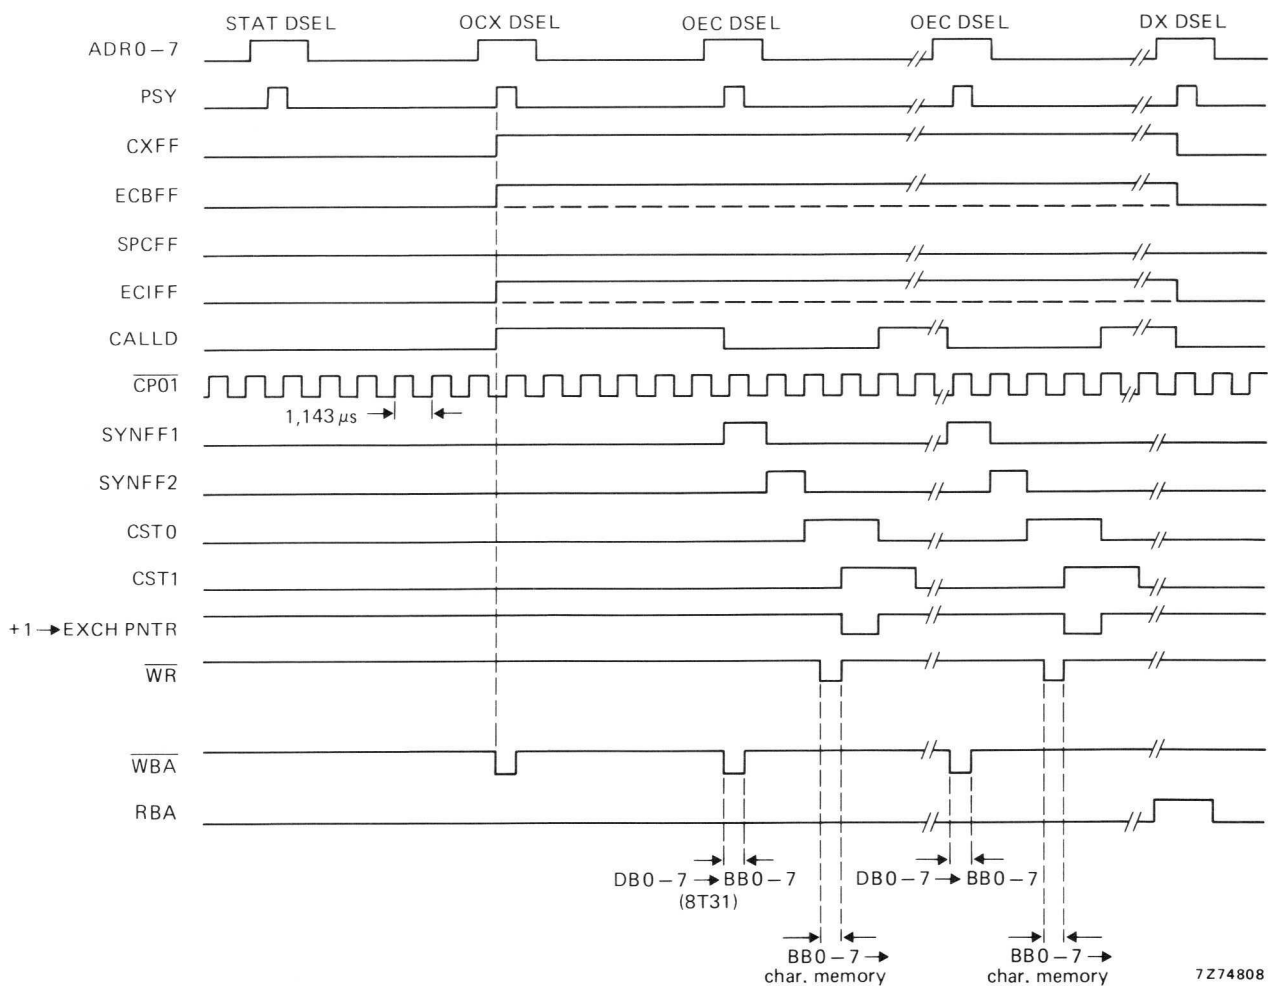 STAT DSEL OCX DSEL OEC DSEL OEC DSEL DX DSEL
ADR0–7
PSY
CXFF
ECBFF
SPCFF
ECIFF
CALLD
CP01
1,143 µs
SYNFF1
SYNFF2
CST0
CST1
+1→EXCH PNTR
WR
WBA
RBA
DB0–7→BB0–7 DB0–7→BB0–7
(8T31)
BB0–7→ BB0–7→
char. memory char. memory
7Z74808